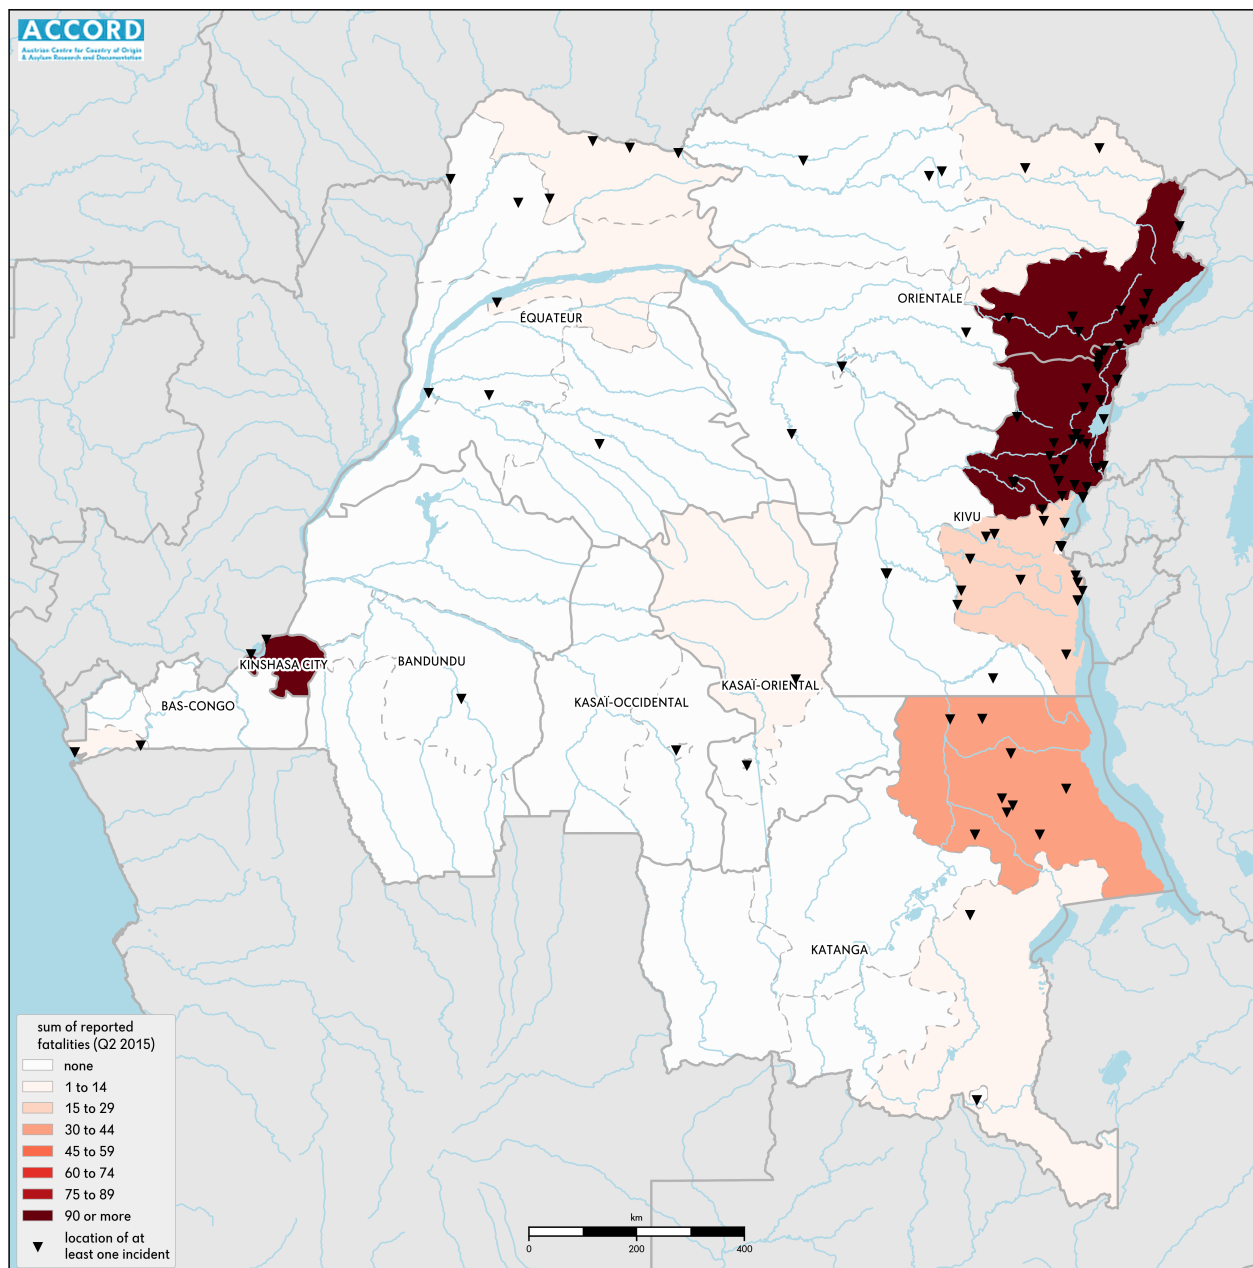 ACCORD
Austrian Centre for Country of Origin
& Asylum Research and Documentation
ORIENTALE
ÉQUATEUR
KIVU
KINSHASA CITY
BANDUNDU
BAS-CONGO
KASAÏ-OCCIDENTAL
KASAÏ-ORIENTAL
KATANGA
sum of reported
fatalities (Q2 2015)
none
1 to 14
15 to 29
30 to 44
45 to 59
60 to 74
75 to 89
90 or more
location of at
least one incident
km
0 200 400